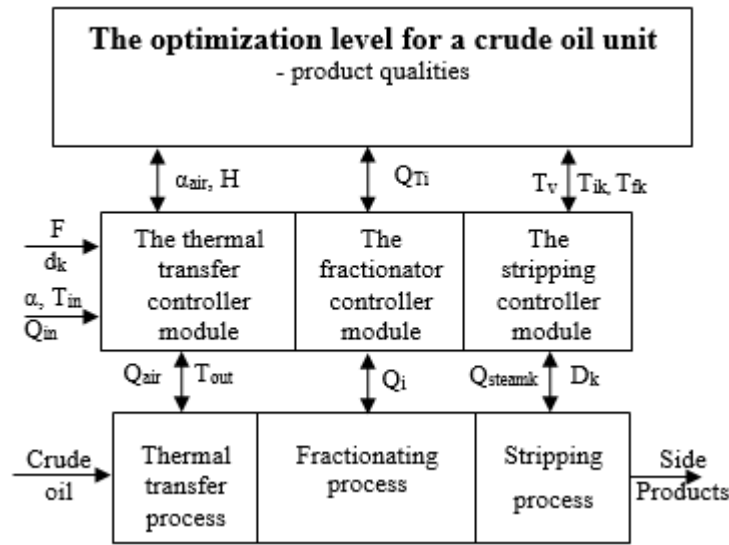 The optimization level for a crude oil unit
- product qualities
αair, H
QTi
Tv
Tik, Tfk
F
dk
α, Tin
Qin
The thermal
transfer
controller
module
The
fractionator
controller
module
The
stripping
controller
module
Qair
Tout
Qi
Qsteamk
Dk
Crude
oil
Thermal
transfer
process
Fractionating
process
Stripping
process
Side
Products